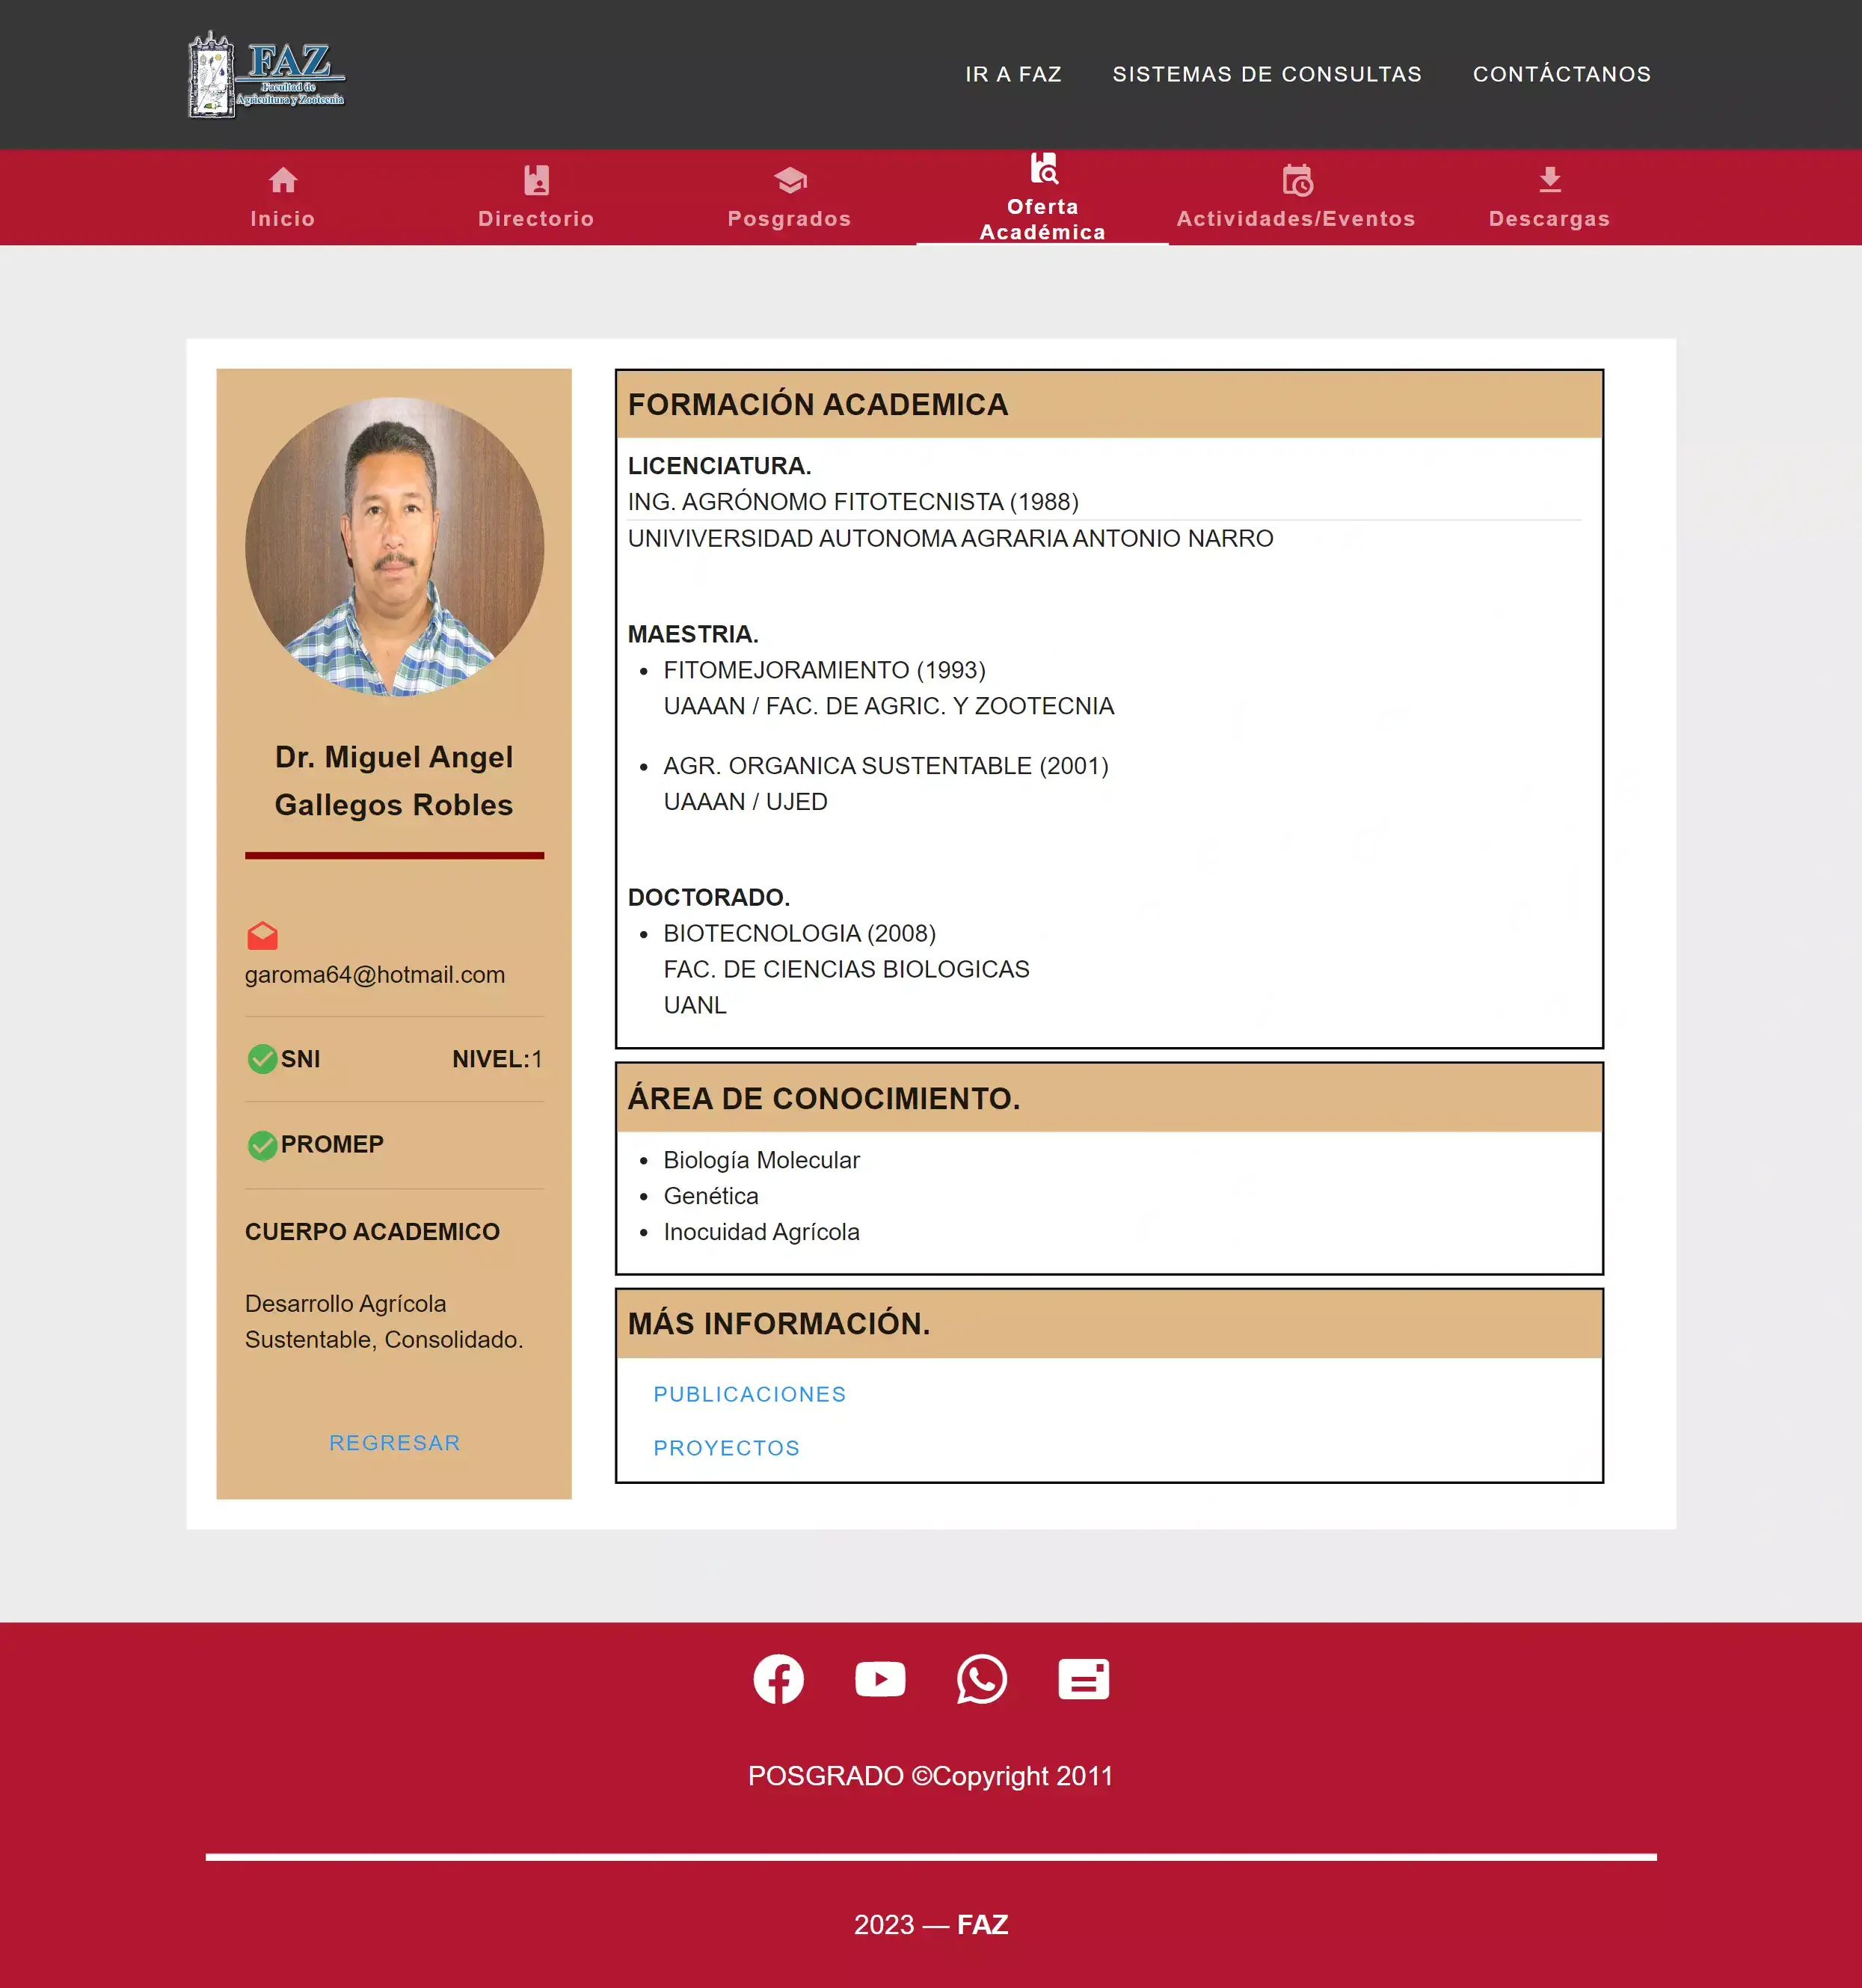 FAZ
Facultad de
Agricultura y Zootecnia
IR A FAZ
SISTEMAS DE CONSULTAS
CONTÁCTANOS
Inicio
Directorio
Posgrados
Oferta
Académica
Actividades/Eventos
Descargas
Dr. Miguel Angel
Gallegos Robles
garoma64@hotmail.com
SNI NIVEL:1
PROMEP
CUERPO ACADEMICO
Desarrollo Agrícola
Sustentable, Consolidado.
REGRESAR
FORMACIÓN ACADEMICA
LICENCIATURA.
ING. AGRÓNOMO FITOTECNISTA (1988)
UNIVIVERSIDAD AUTONOMA AGRARIA ANTONIO NARRO
MAESTRIA.
• FITOMEJORAMIENTO (1993)
UAAAN / FAC. DE AGRIC. Y ZOOTECNIA
• AGR. ORGANICA SUSTENTABLE (2001)
UAAAN / UJED
DOCTORADO.
• BIOTECNOLOGIA (2008)
FAC. DE CIENCIAS BIOLOGICAS
UANL
ÁREA DE CONOCIMIENTO.
• Biología Molecular
• Genética
• Inocuidad Agrícola
MÁS INFORMACIÓN.
PUBLICACIONES
PROYECTOS
POSGRADO ©Copyright 2011
2023 — FAZ